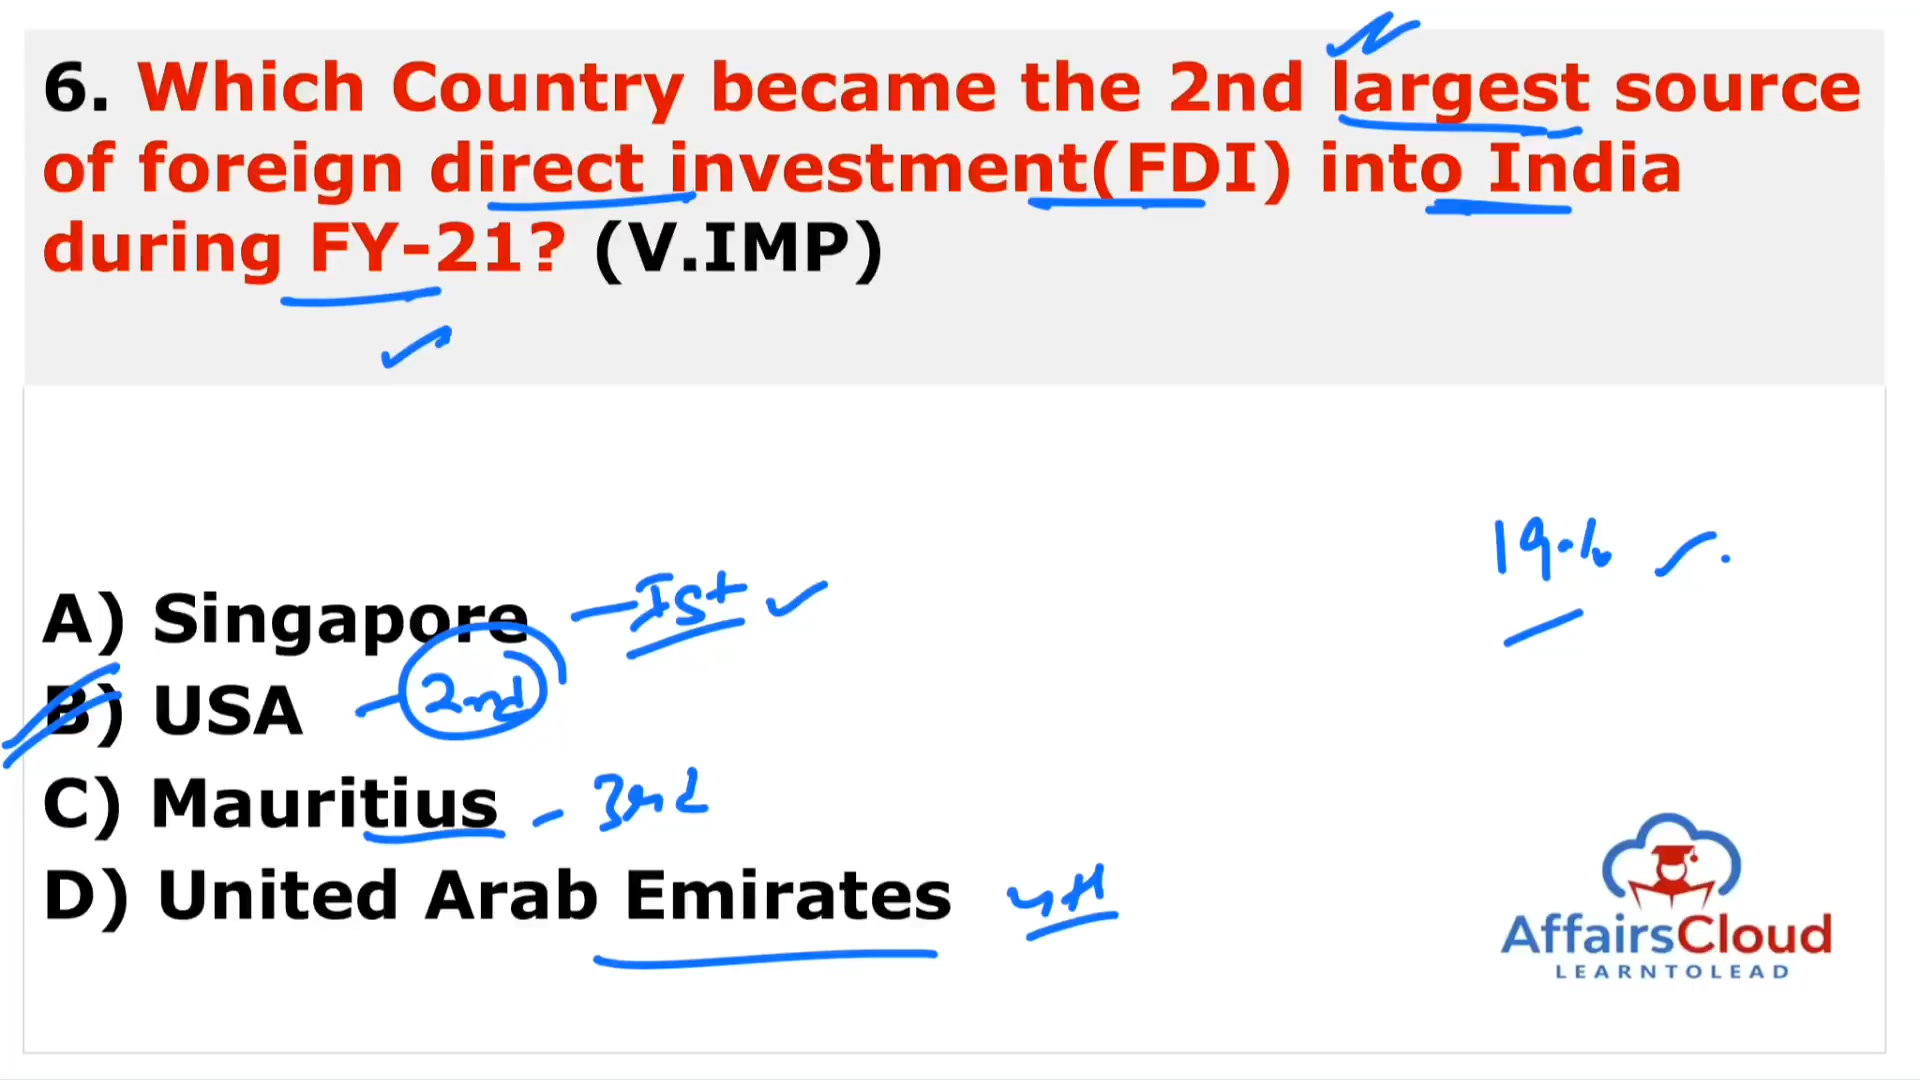 6. Which Country became the 2nd largest source
of foreign direct investment(FDI) into India
during FY-21? (V.IMP)
19%
A) Singapore - Ist
B) USA - 2nd
C) Mauritius - 3rd
D) United Arab Emirates 4th
AffairsCloud
LEARNTOLEAD